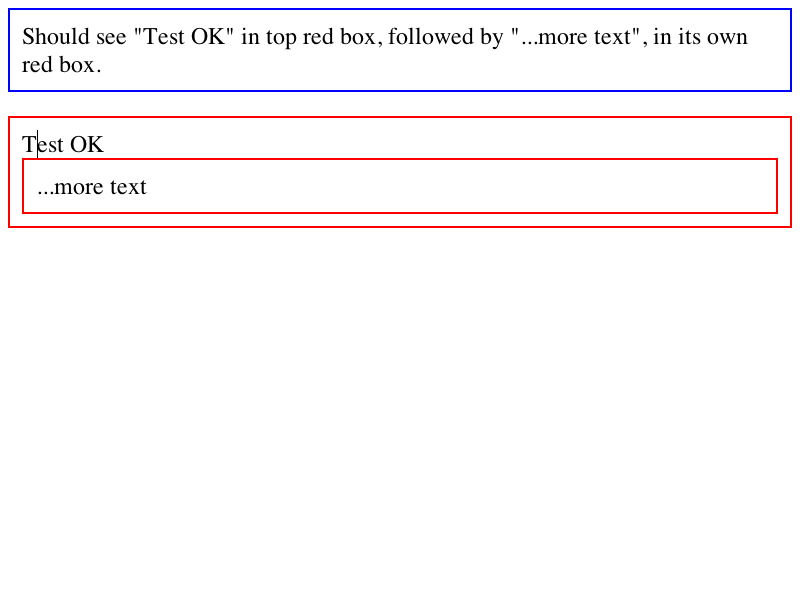 Should see "Test OK" in top red box, followed by "...more text", in its own
red box.
Test OK
...more text